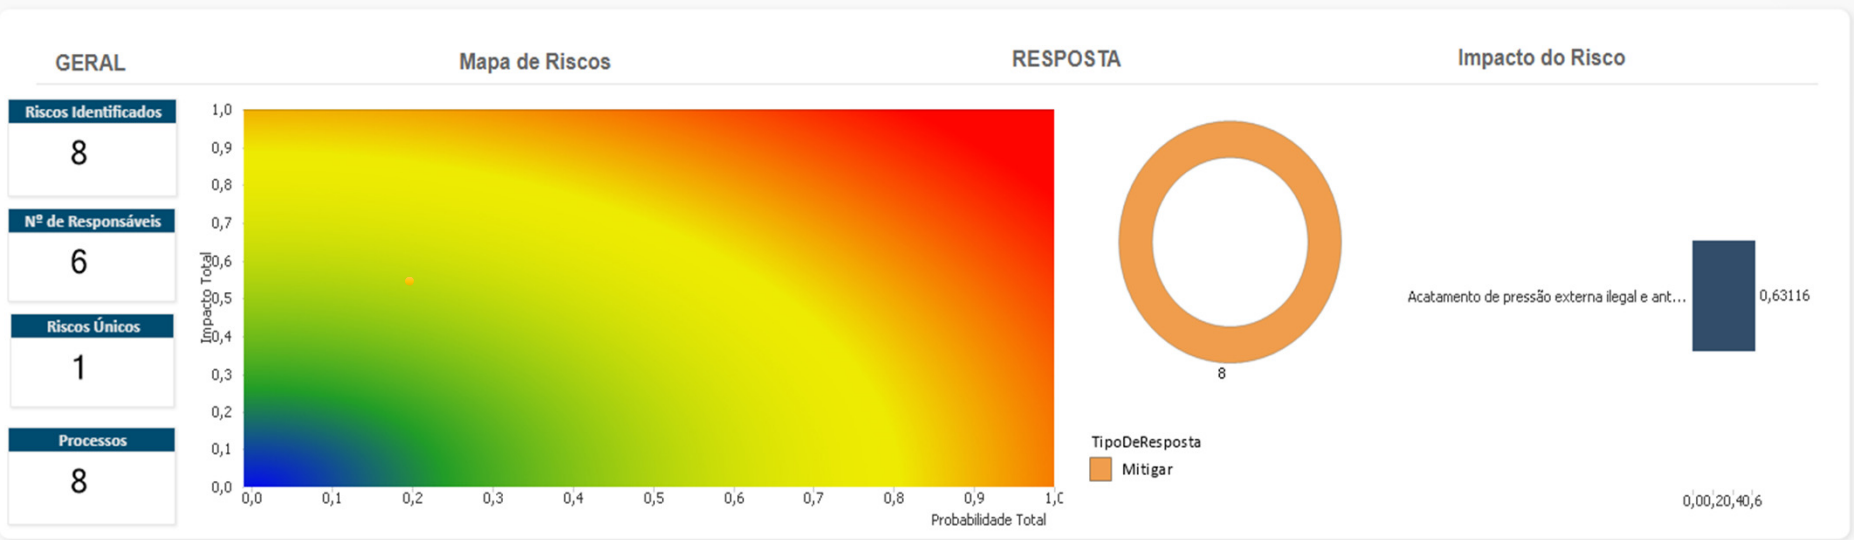 GERAL
Mapa de Riscos
RESPOSTA
Impacto do Risco
Riscos Identificados
8
Nº de Responsáveis
6
Riscos Únicos
1
Processos
8
Impacto Total
1,0
0,9
0,8
0,7
0,6
0,5
0,4
0,3
0,2
0,1
0,0
0,0 0,1 0,2 0,3 0,4 0,5 0,6 0,7 0,8 0,9 1,0
Probabilidade Total
8
TipoDeResposta
Mitigar
Acatamento de pressão externa ilegal e ant...
0,63116
0,00,20,40,6